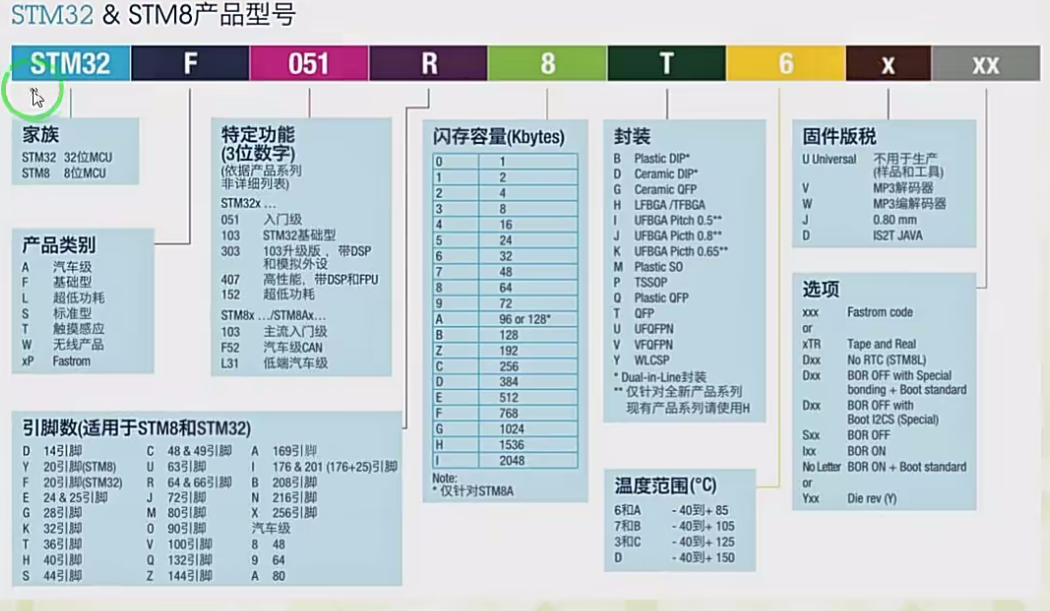 STM32 & STM8产品型号
STM32 F 051 R 8 T 6 x xx
家族
STM32 32位MCU
STM8 8位MCU
产品类别
A 汽车级
F 基础型
L 超低功耗
S 标准型
T 触摸感应
W 无线产品
xP Fastrom
特定功能
(3位数字)
(依据产品系列
非详细列表)
STM32x ...
051 入门级
103 STM32基础型
303 103升级版，带DSP
和模拟外设
407 高性能，带DSP和FPU
152 超低功耗
STM8x .../STM8Ax...
103 主流入门级
F52 汽车级CAN
L31 低端汽车级
引脚数(适用于STM8和STM32)
D 14引脚
Y 20引脚(STM8)
F 20引脚(STM32)
E 24 & 25引脚
G 28引脚
K 32引脚
T 36引脚
H 40引脚
S 44引脚
C 48 & 49引脚
U 63引脚
R 64 & 66引脚
J 72引脚
M 80引脚
O 90引脚
V 100引脚
Q 132引脚
Z 144引脚
A 169引脚
I 176 & 201 (176+25)引脚
B 208引脚
N 216引脚
X 256引脚
汽车级
8 48
9 64
A 80
闪存容量(Kbytes)
0 1
1 2
2 4
3 8
4 16
5 24
6 32
7 48
8 64
9 72
A 96 or 128*
B 128
Z 192
C 256
D 384
E 512
F 768
G 1024
H 1536
I 2048
Note:
* 仅针对STM8A
封装
B Plastic DIP*
D Ceramic DIP*
G Ceramic QFP
H LFBGA /TFBGA
I UFBGA Pitch 0.5**
J UFBGA Picth 0.8**
K UFBGA Picth 0.65**
M Plastic SO
P TSSOP
Q Plastic QFP
T QFP
U UFQFPN
V VFQFPN
Y WLCSP
* Dual-in-Line封装
** 仅针对全新产品系列
现有产品系列请使用H
温度范围(°C)
6和A - 40到+ 85
7和B - 40到+ 105
3和C - 40到+ 125
D - 40到+ 150
固件版税
U Universal 不用于生产
(样品和工具)
V MP3解码器
W MP3编解码器
J 0.80 mm
D IS2T JAVA
选项
xxx Fastrom code
or
xTR Tape and Real
Dxx No RTC (STM8L)
Dxx BOR OFF with Special
bonding + Boot standard
Dxx BOR OFF with
Boot I2CS (Special)
Sxx BOR OFF
Ixx BOR ON
No Letter BOR ON + Boot standard
or
Yxx Die rev (Y)